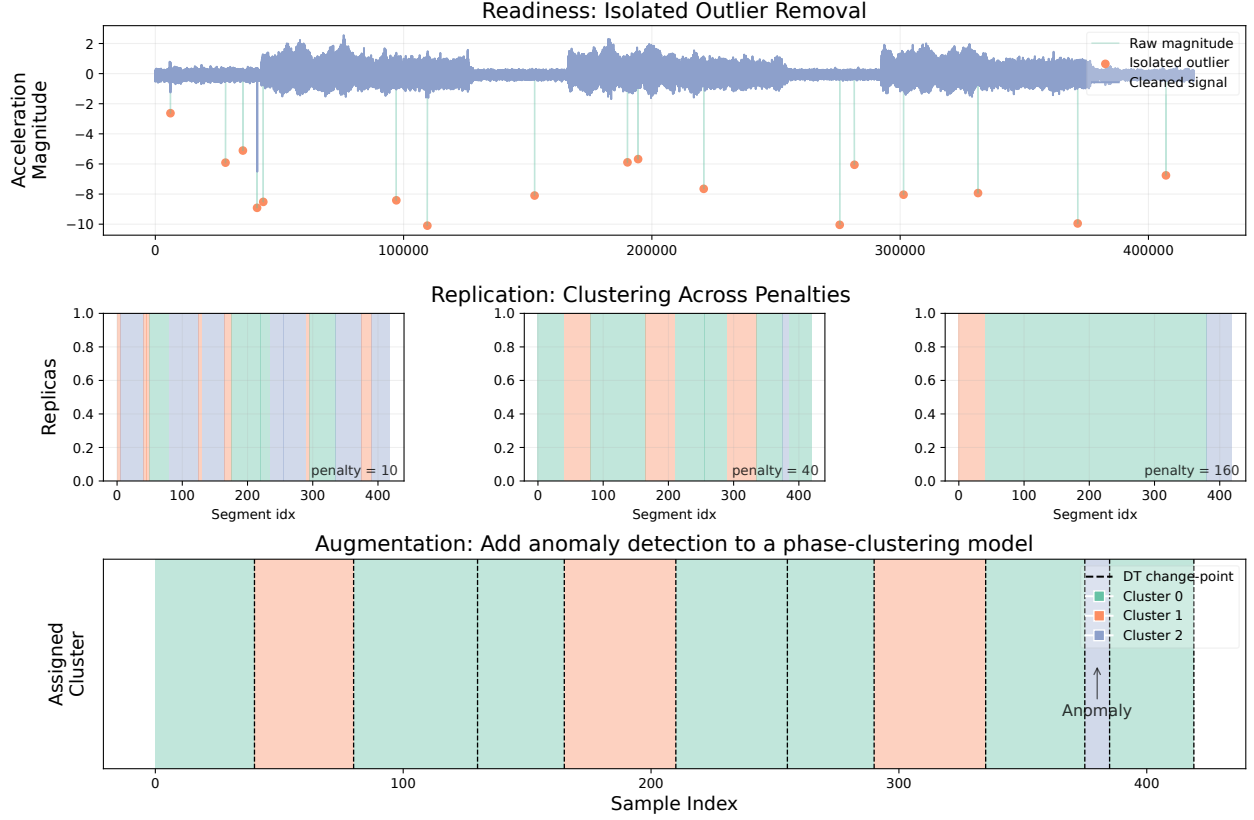 Readiness: Isolated Outlier Removal
Acceleration
Magnitude
2
0
−2
−4
−6
−8
−10
Raw magnitude
Isolated outlier
Cleaned signal
0 100000 200000 300000 400000
Replication: Clustering Across Penalties
Replicas
1.0
0.8
0.6
0.4
0.2
0.0
penalty = 10
0 100 200 300 400
Segment idx
1.0
0.8
0.6
0.4
0.2
0.0
penalty = 40
0 100 200 300 400
Segment idx
1.0
0.8
0.6
0.4
0.2
0.0
penalty = 160
0 100 200 300 400
Segment idx
Augmentation: Add anomaly detection to a phase-clustering model
Assigned
Cluster
DT change-point
Cluster 0
Cluster 1
Cluster 2
Anomaly
0 100 200 300 400
Sample Index